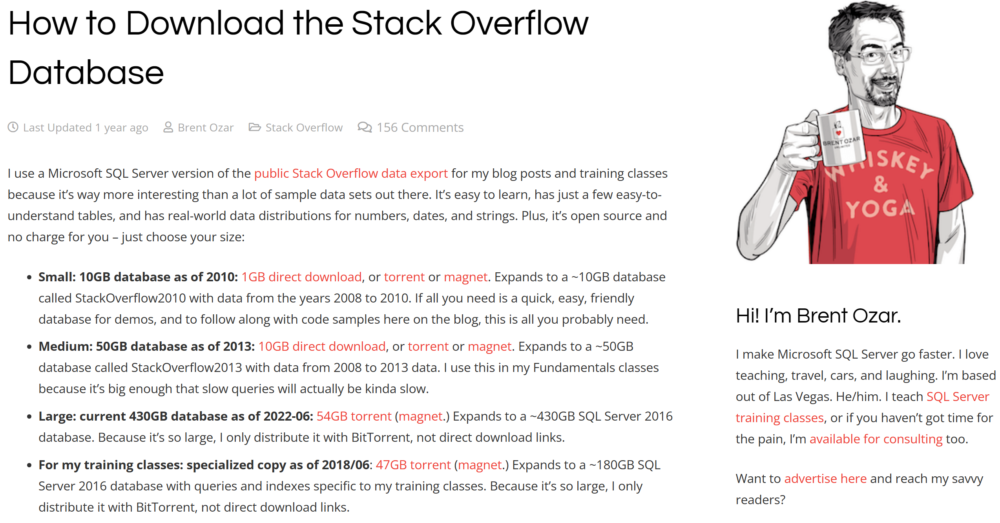 How to Download the Stack Overflow
Database
Last Updated 1 year ago Brent Ozar Stack Overflow 156 Comments
I use a Microsoft SQL Server version of the public Stack Overflow data export for my blog posts and training classes
because it’s way more interesting than a lot of sample data sets out there. It’s easy to learn, has just a few easy-to-
understand tables, and has real-world data distributions for numbers, dates, and strings. Plus, it’s open source and
no charge for you – just choose your size:
• Small: 10GB database as of 2010: 1GB direct download, or torrent or magnet. Expands to a ~10GB database
called StackOverflow2010 with data from the years 2008 to 2010. If all you need is a quick, easy, friendly
database for demos, and to follow along with code samples here on the blog, this is all you probably need.
• Medium: 50GB database as of 2013: 10GB direct download, or torrent or magnet. Expands to a ~50GB
database called StackOverflow2013 with data from 2008 to 2013 data. I use this in my Fundamentals classes
because it’s big enough that slow queries will actually be kinda slow.
• Large: current 430GB database as of 2022-06: 54GB torrent (magnet.) Expands to a ~430GB SQL Server 2016
database. Because it’s so large, I only distribute it with BitTorrent, not direct download links.
• For my training classes: specialized copy as of 2018/06: 47GB torrent (magnet.) Expands to a ~180GB SQL
Server 2016 database with queries and indexes specific to my training classes. Because it’s so large, I only
distribute it with BitTorrent, not direct download links.
BRENT OZAR
UNLIMITED
WHISKEY
&
YOGA
Hi! I’m Brent Ozar.
I make Microsoft SQL Server go faster. I love
teaching, travel, cars, and laughing. I’m based
out of Las Vegas. He/him. I teach SQL Server
training classes, or if you haven’t got time for
the pain, I’m available for consulting too.
Want to advertise here and reach my savvy
readers?